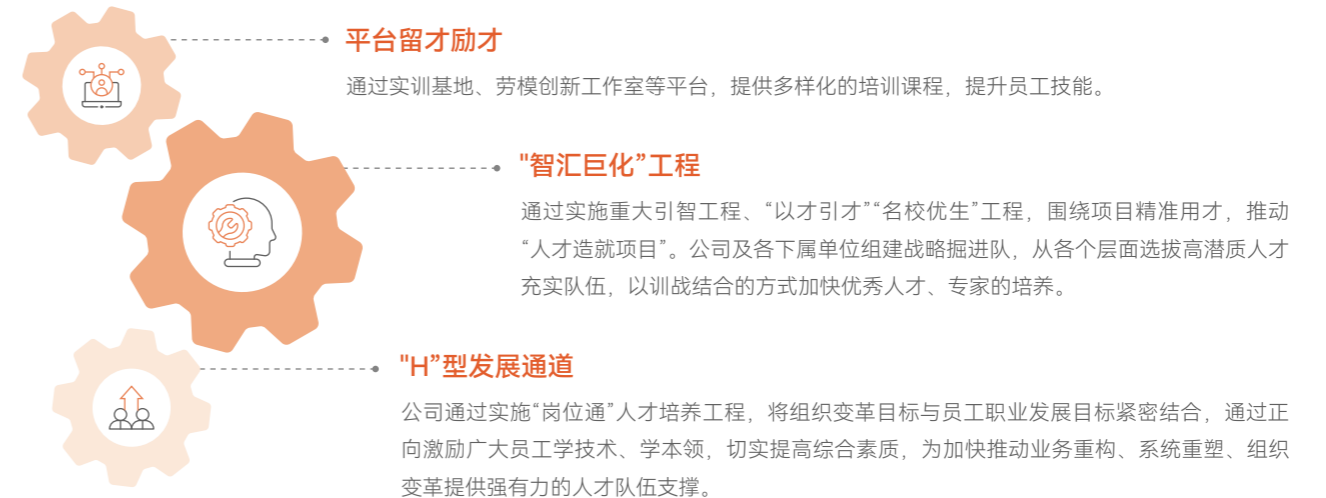 平台留才励才
通过实训基地、劳模创新工作室等平台，提供多样化的培训课程，提升员工技能。
"智汇巨化”工程
通过实施重大引智工程、“以才引才”“名校优生”工程，围绕项目精准用才，推动
“人才造就项目”。公司及各下属单位组建战略掘进队，从各个层面选拔高潜质人才
充实队伍，以训战结合的方式加快优秀人才、专家的培养。
"H”型发展通道
公司通过实施“岗位通”人才培养工程，将组织变革目标与员工职业发展目标紧密结合，通过正
向激励广大员工学技术、学本领，切实提高综合素质，为加快推动业务重构、系统重塑、组织
变革提供强有力的人才队伍支撑。